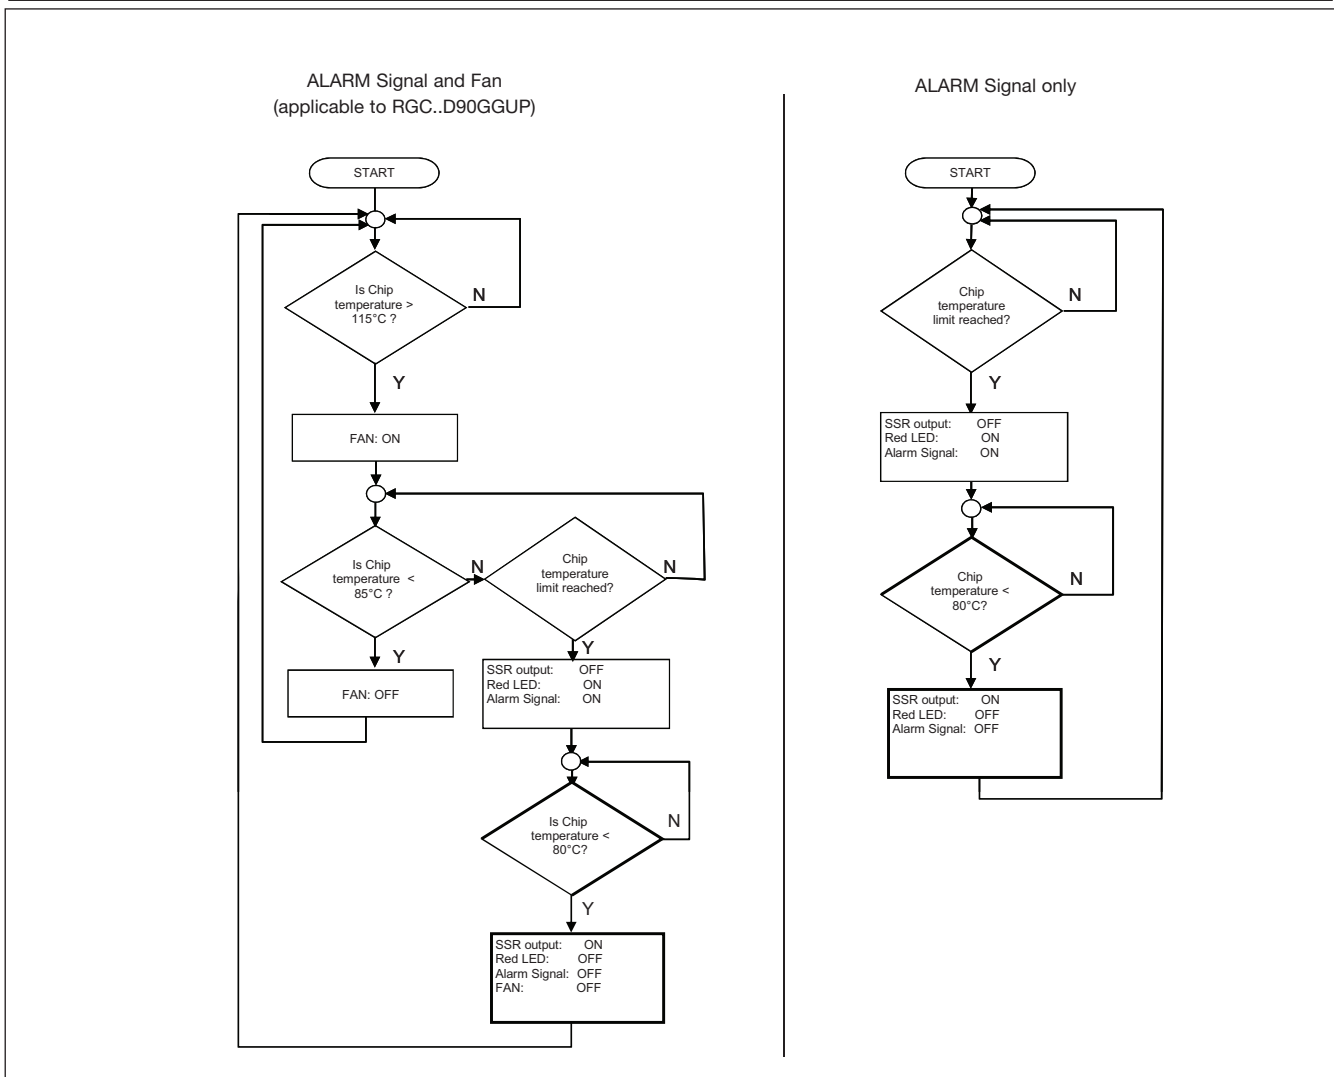 ALARM Signal and Fan
(applicable to RGC..D90GGUP)
START
Is Chip
temperature >
115°C ?
N
Y
FAN: ON
Is Chip
temperature <
85°C ?
N
Chip
temperature
limit reached?
N
Y
FAN: OFF
Y
SSR output: OFF
Red LED: ON
Alarm Signal: ON
Is Chip
temperature <
80°C?
N
Y
SSR output: ON
Red LED: OFF
Alarm Signal: OFF
FAN: OFF
ALARM Signal only
START
Chip
temperature
limit reached?
N
Y
SSR output: OFF
Red LED: ON
Alarm Signal: ON
Chip
temperature <
80°C?
N
Y
SSR output: ON
Red LED: OFF
Alarm Signal: OFF